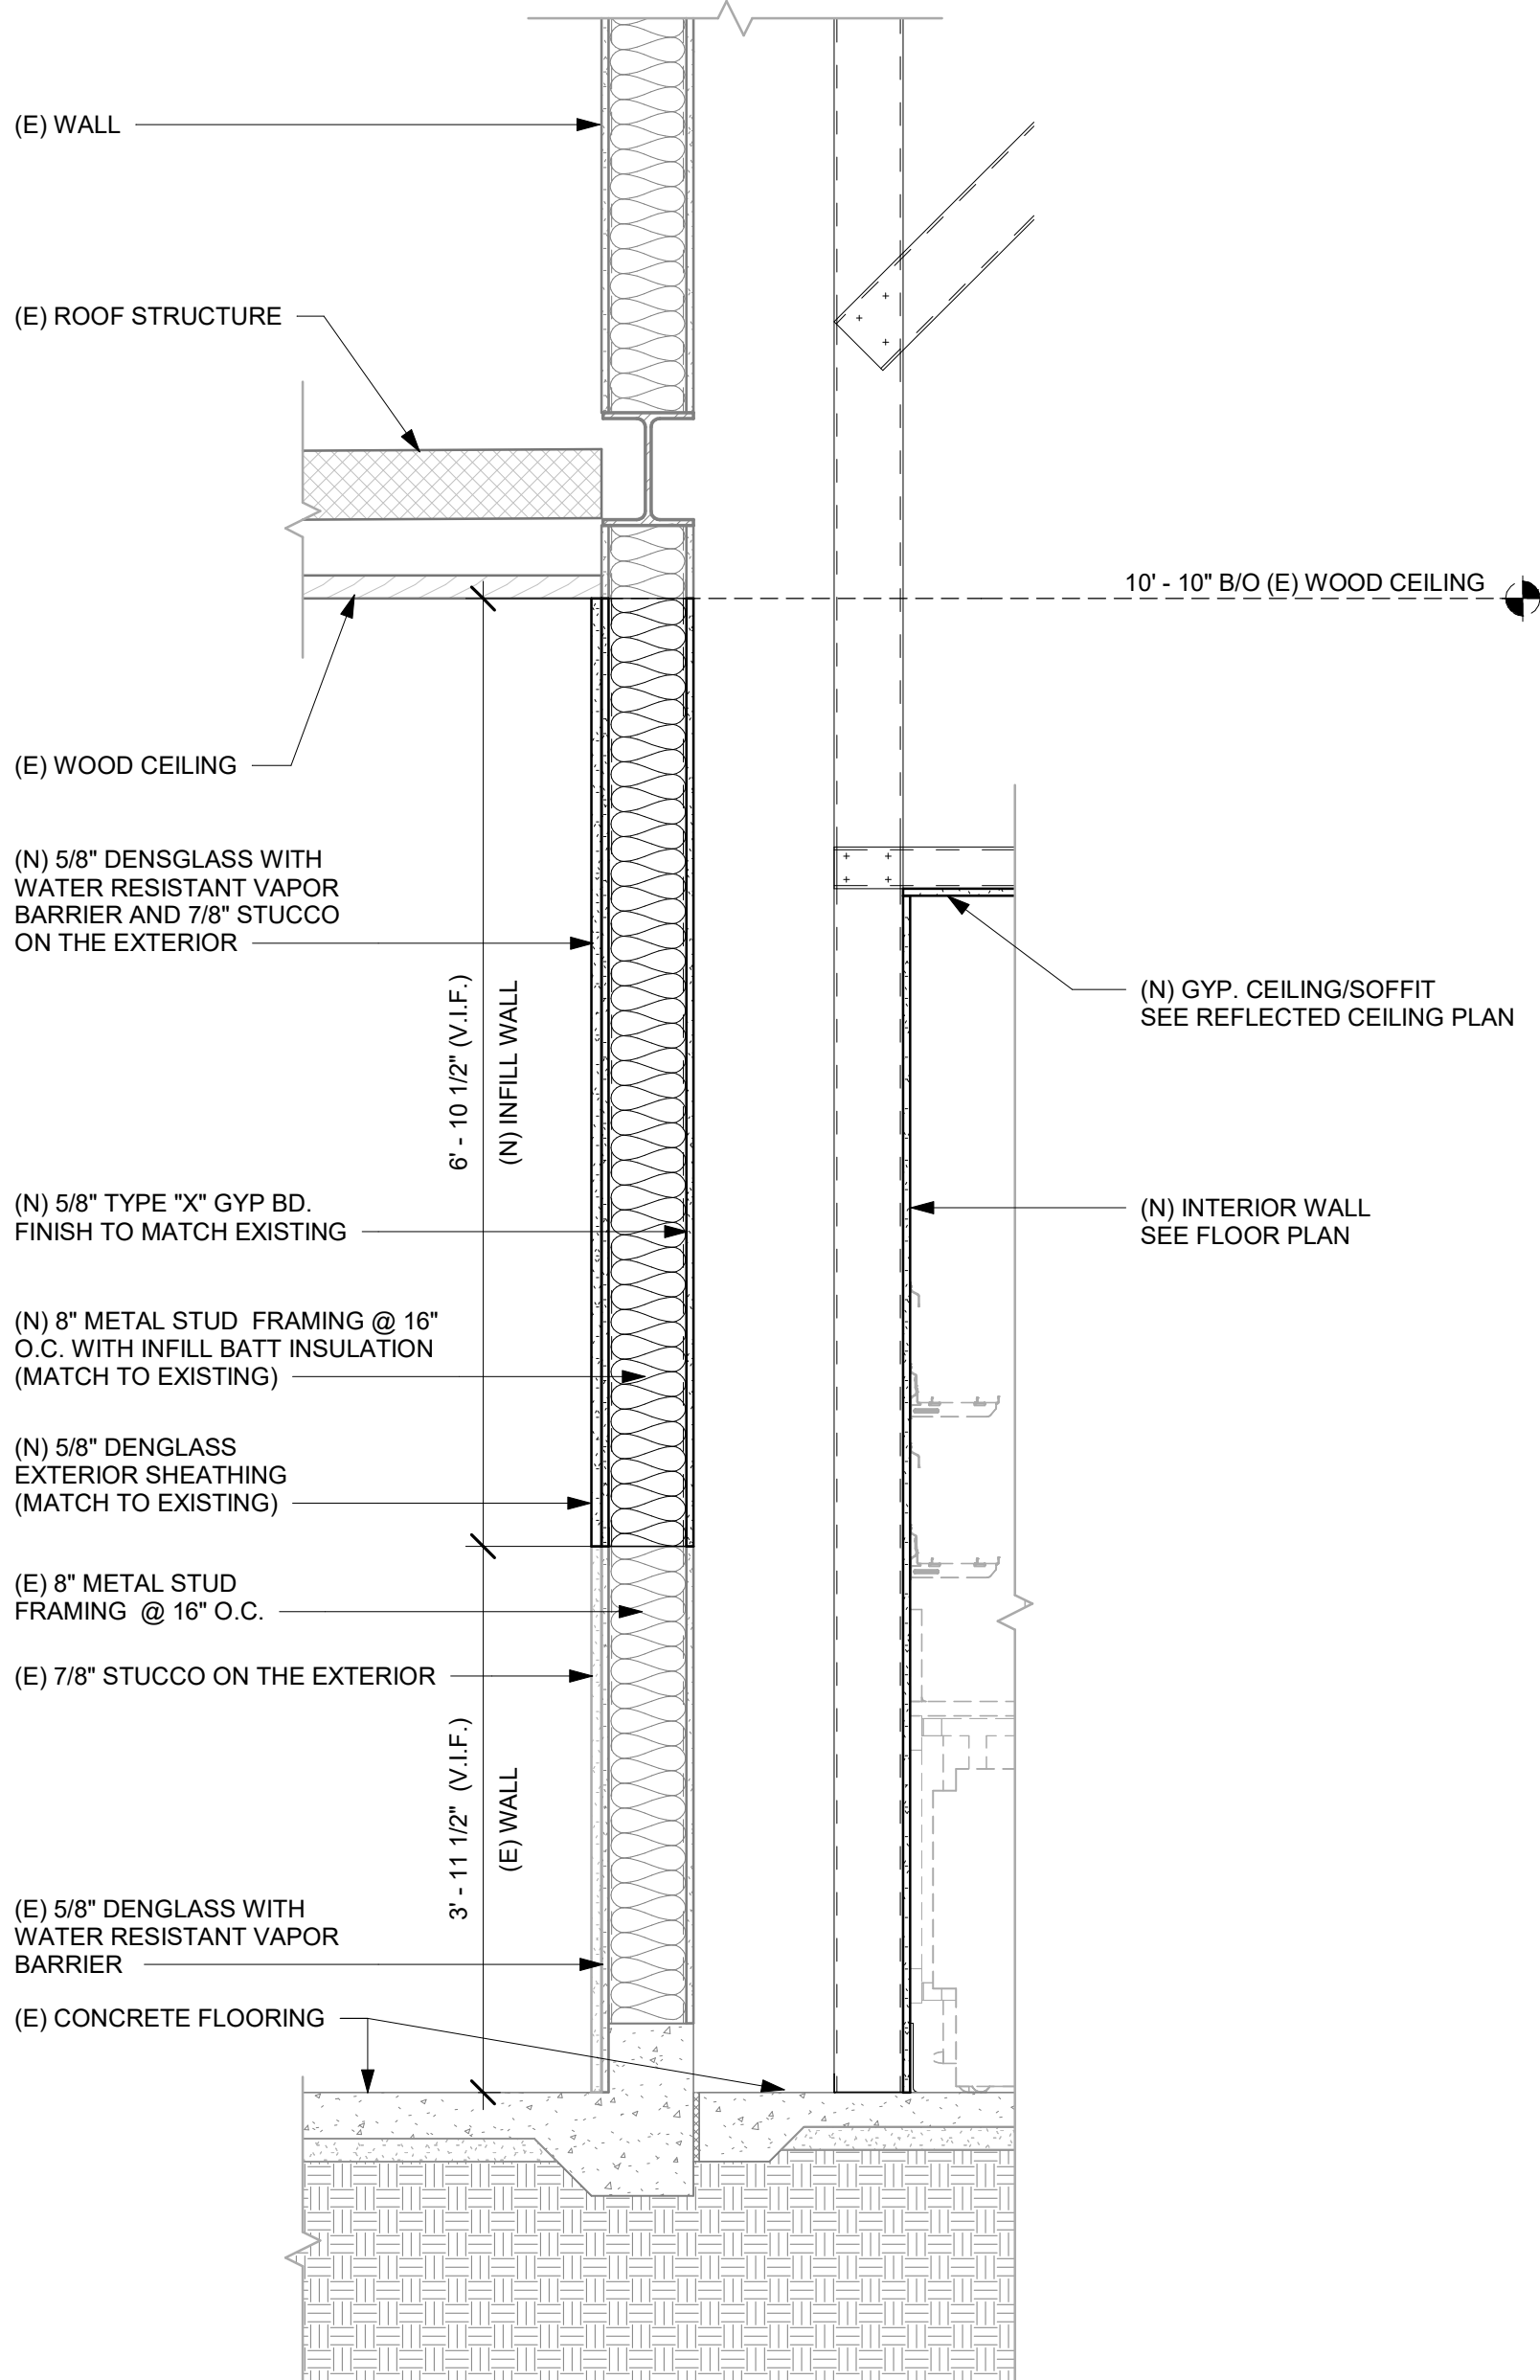 (E) WALL
(E) ROOF STRUCTURE
10' - 10" B/O (E) WOOD CEILING
(E) WOOD CEILING
(N) 5/8" DENSGLASS WITH
WATER RESISTANT VAPOR
BARRIER AND 7/8" STUCCO
ON THE EXTERIOR
6' - 10 1/2" (V.I.F.)
(N) INFILL WALL
(N) GYP. CEILING/SOFFIT
SEE REFLECTED CEILING PLAN
(N) 5/8" TYPE "X" GYP BD.
FINISH TO MATCH EXISTING
(N) INTERIOR WALL
SEE FLOOR PLAN
(N) 8" METAL STUD  FRAMING @ 16"
O.C. WITH INFILL BATT INSULATION
(MATCH TO EXISTING)
(N) 5/8" DENGLASS
EXTERIOR SHEATHING
(MATCH TO EXISTING)
(E) 8" METAL STUD
FRAMING  @ 16" O.C.
(E) 7/8" STUCCO ON THE EXTERIOR
3' - 11 1/2"  (V.I.F.)
(E) WALL
(E) 5/8" DENGLASS WITH
WATER RESISTANT VAPOR
BARRIER
(E) CONCRETE FLOORING